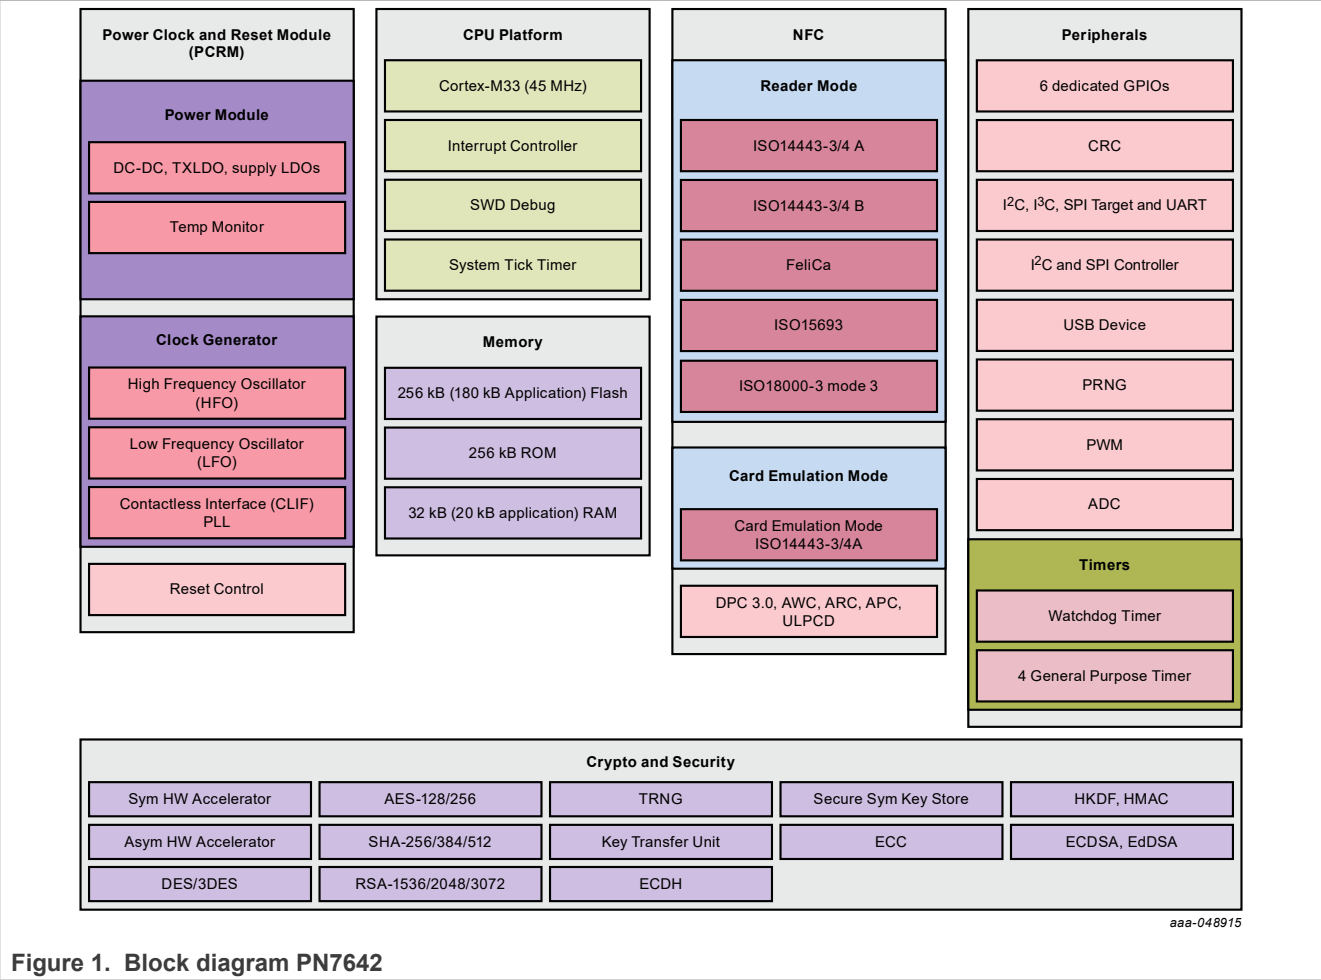 Power Clock and Reset Module
(PCRM)
Power Module
DC-DC, TXLDO, supply LDOs
Temp Monitor
Clock Generator
High Frequency Oscillator
(HFO)
Low Frequency Oscillator
(LFO)
Contactless Interface (CLIF)
PLL
Reset Control
CPU Platform
Cortex-M33 (45 MHz)
Interrupt Controller
SWD Debug
System Tick Timer
Memory
256 kB (180 kB Application) Flash
256 kB ROM
32 kB (20 kB application) RAM
NFC
Reader Mode
ISO14443-3/4 A
ISO14443-3/4 B
FeliCa
ISO15693
ISO18000-3 mode 3
Card Emulation Mode
Card Emulation Mode
ISO14443-3/4A
DPC 3.0, AWC, ARC, APC,
ULPCD
Peripherals
6 dedicated GPIOs
CRC
I²C, I³C, SPI Target and UART
I²C and SPI Controller
USB Device
PRNG
PWM
ADC
Timers
Watchdog Timer
4 General Purpose Timer
Crypto and Security
Sym HW Accelerator
AES-128/256
TRNG
Secure Sym Key Store
HKDF, HMAC
Asym HW Accelerator
SHA-256/384/512
Key Transfer Unit
ECC
ECDSA, EdDSA
DES/3DES
RSA-1536/2048/3072
ECDH
aaa-048915
Figure 1. Block diagram PN7642